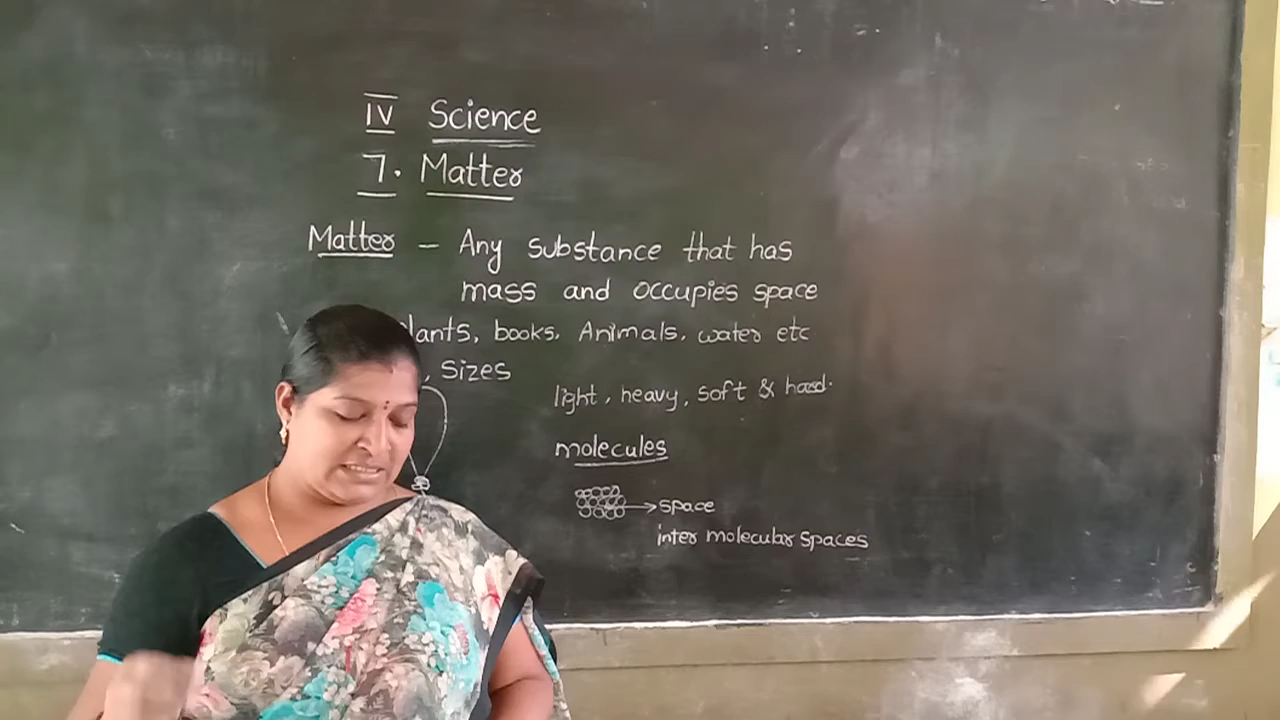 IV Science
7. Matter
Matter – Any substance that has
mass and occupies space
books, Animals, water etc
, sizes
light, heavy, soft & hard.
molecules
space
inter molecular spaces